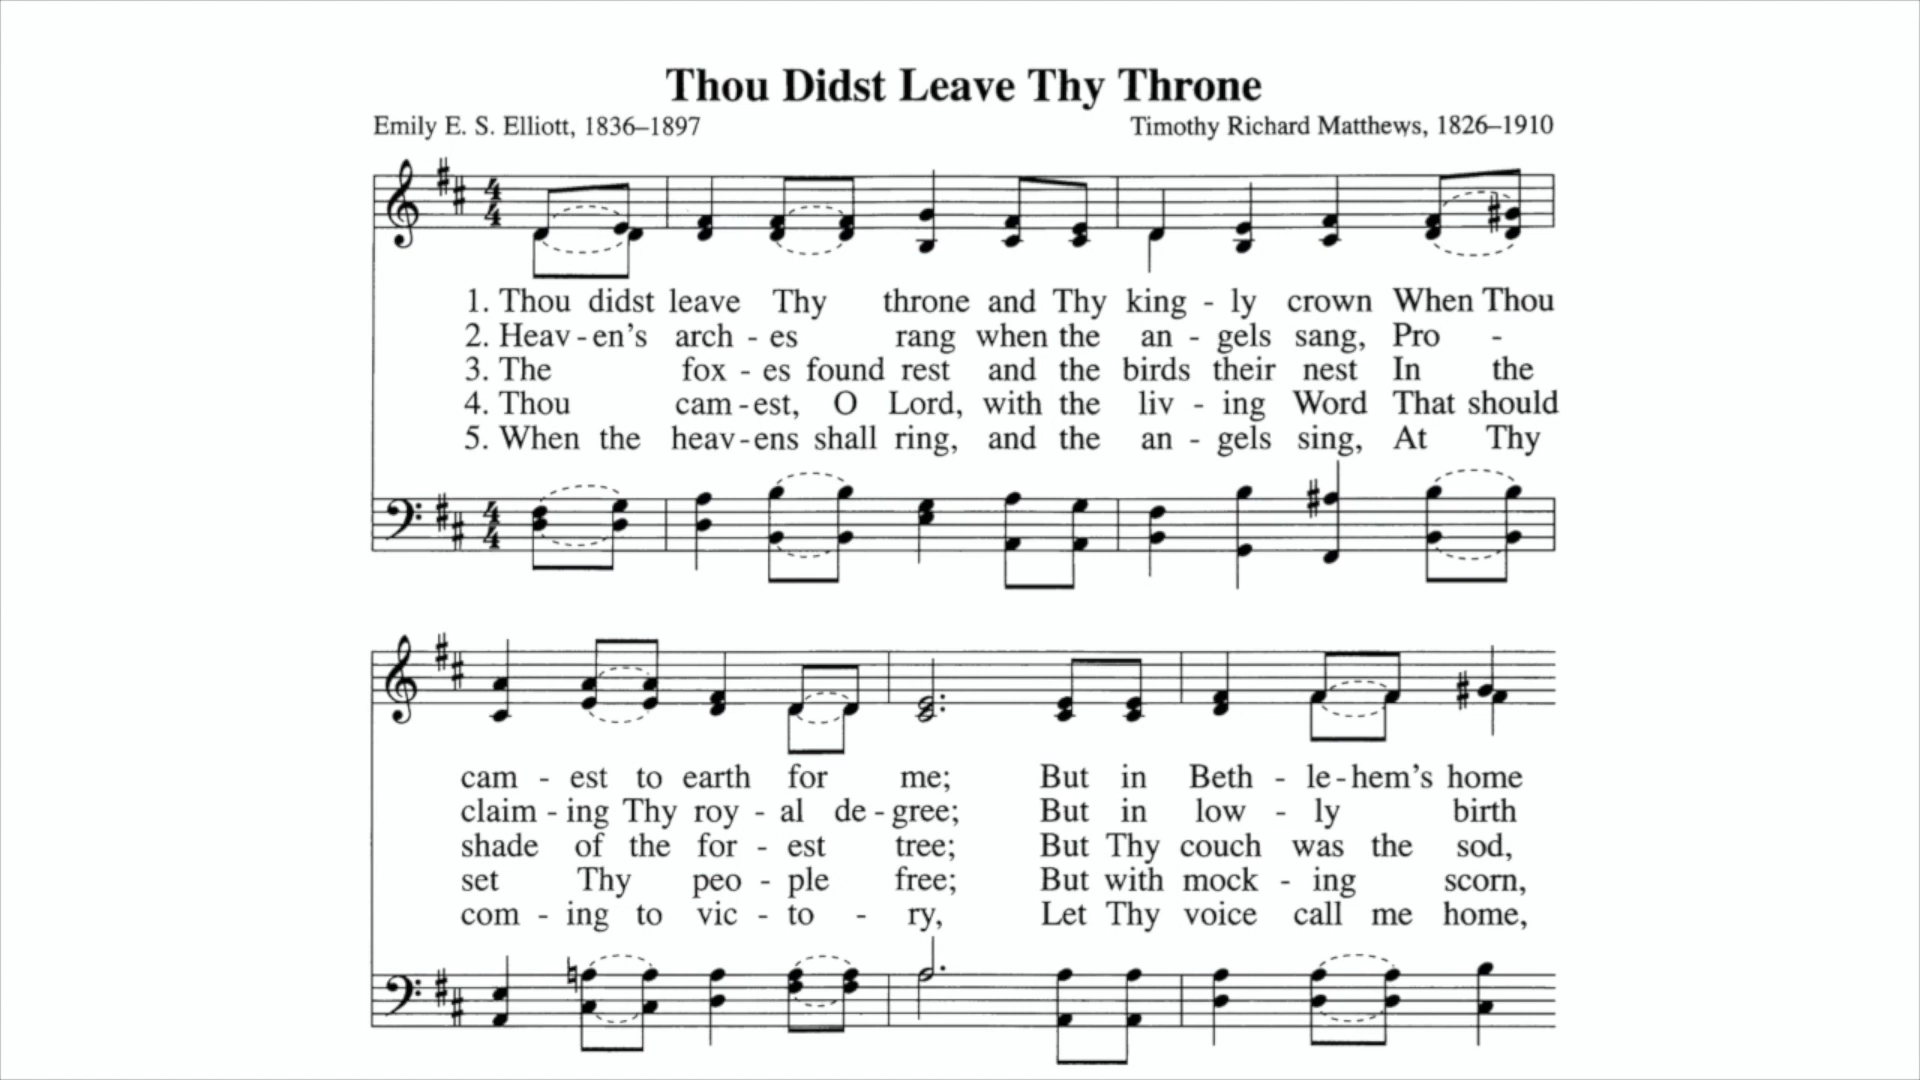 Thou Didst Leave Thy Throne
Emily E. S. Elliott, 1836–1897
Timothy Richard Matthews, 1826–1910
1. Thou didst leave Thy throne and Thy king - ly crown When Thou
2. Heav - en's arch - es rang when the an - gels sang, Pro -
3. The fox - es found rest and the birds their nest In the
4. Thou cam - est, O Lord, with the liv - ing Word That should
5. When the heav - ens shall ring, and the an - gels sing, At Thy
cam - est to earth for me; But in Beth - le - hem's home
claim - ing Thy roy - al de - gree; But in low - ly birth
shade of the for - est tree; But Thy couch was the sod,
set Thy peo - ple free; But with mock - ing scorn,
com - ing to vic - to - ry, Let Thy voice call me home,